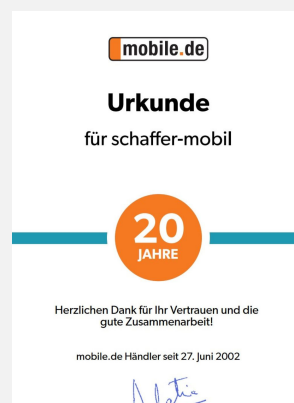 mobile.de
Urkunde
für schaffer-mobil
20
JAHRE
Herzlichen Dank für Ihr Vertrauen und die
gute Zusammenarbeit!
mobile.de Händler seit 27. Juni 2002